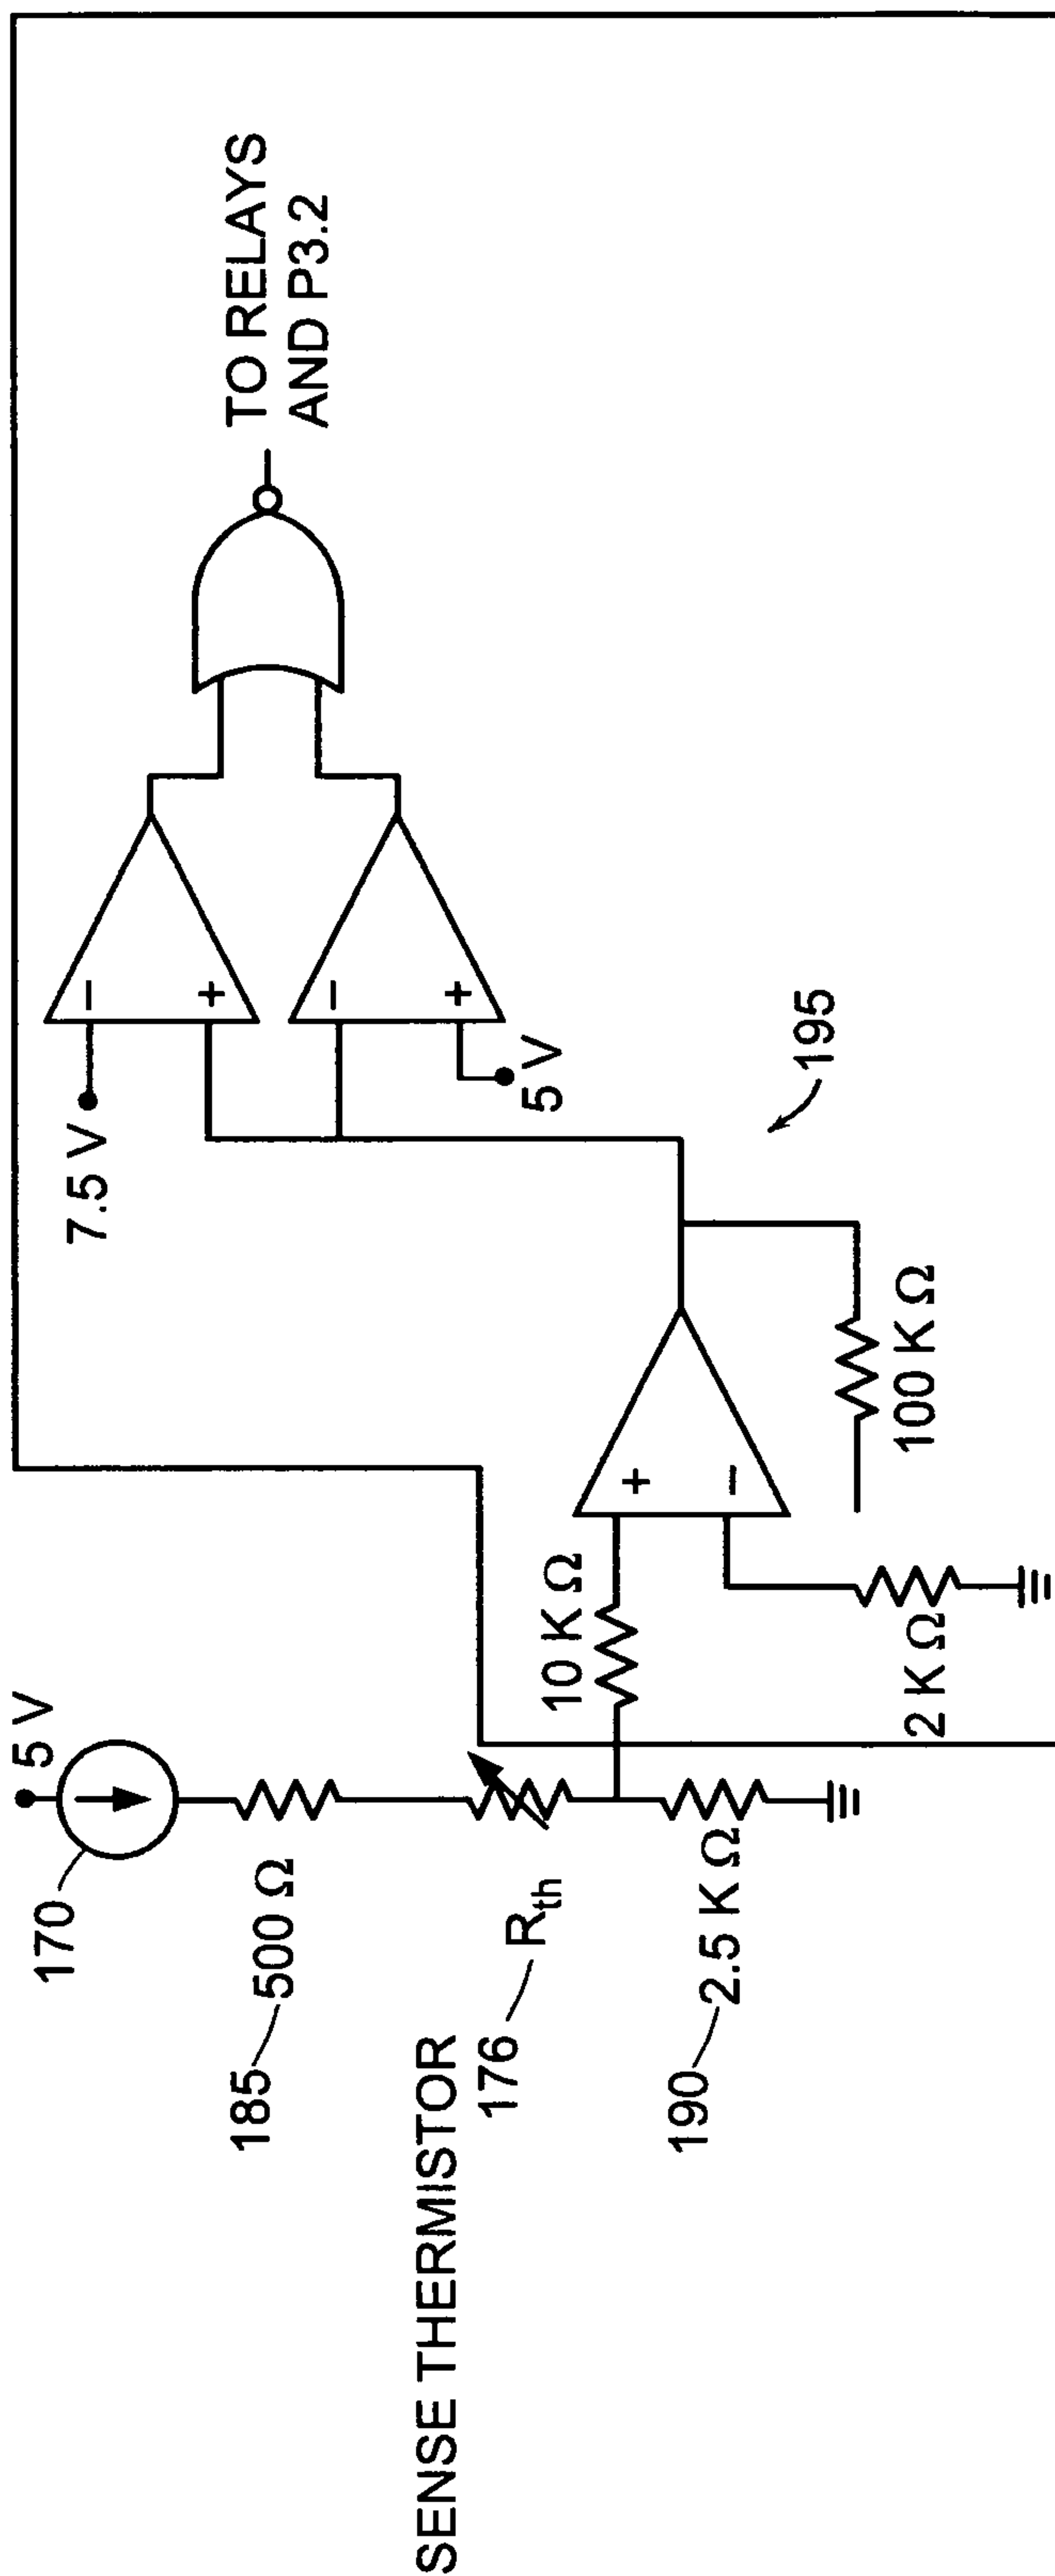 5 V
170
185
500 Ω
SENSE THERMISTOR
176
R_th
190
2.5 K Ω
10 K Ω
2 K Ω
+
−
100 K Ω
195
7.5 V
−
+
−
+
5 V
TO RELAYS
AND P3.2